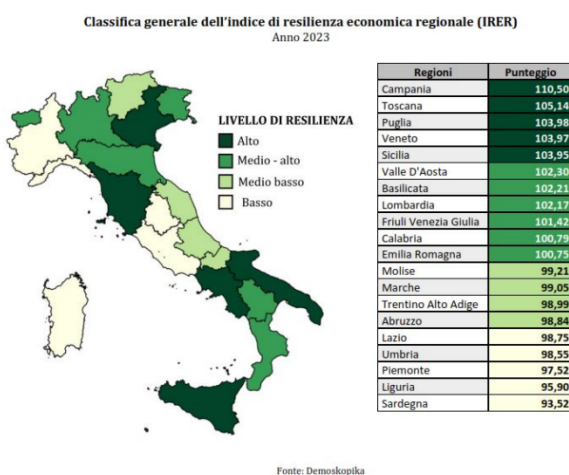 Classifica generale dell'indice di resilienza economica regionale (IRER)
Anno 2023
LIVELLO DI RESILIENZA
Alto
Medio - alto
Medio basso
Basso
Regioni Punteggio
Campania 110,50
Toscana 105,14
Puglia 103,98
Veneto 103,97
Sicilia 103,95
Valle D'Aosta 102,30
Basilicata 102,21
Lombardia 102,17
Friuli Venezia Giulia 101,42
Calabria 100,79
Emilia Romagna 100,75
Molise 99,21
Marche 99,05
Trentino Alto Adige 98,99
Abruzzo 98,84
Lazio 98,75
Umbria 98,55
Piemonte 97,52
Liguria 95,90
Sardegna 93,52
Fonte: Demoskopika